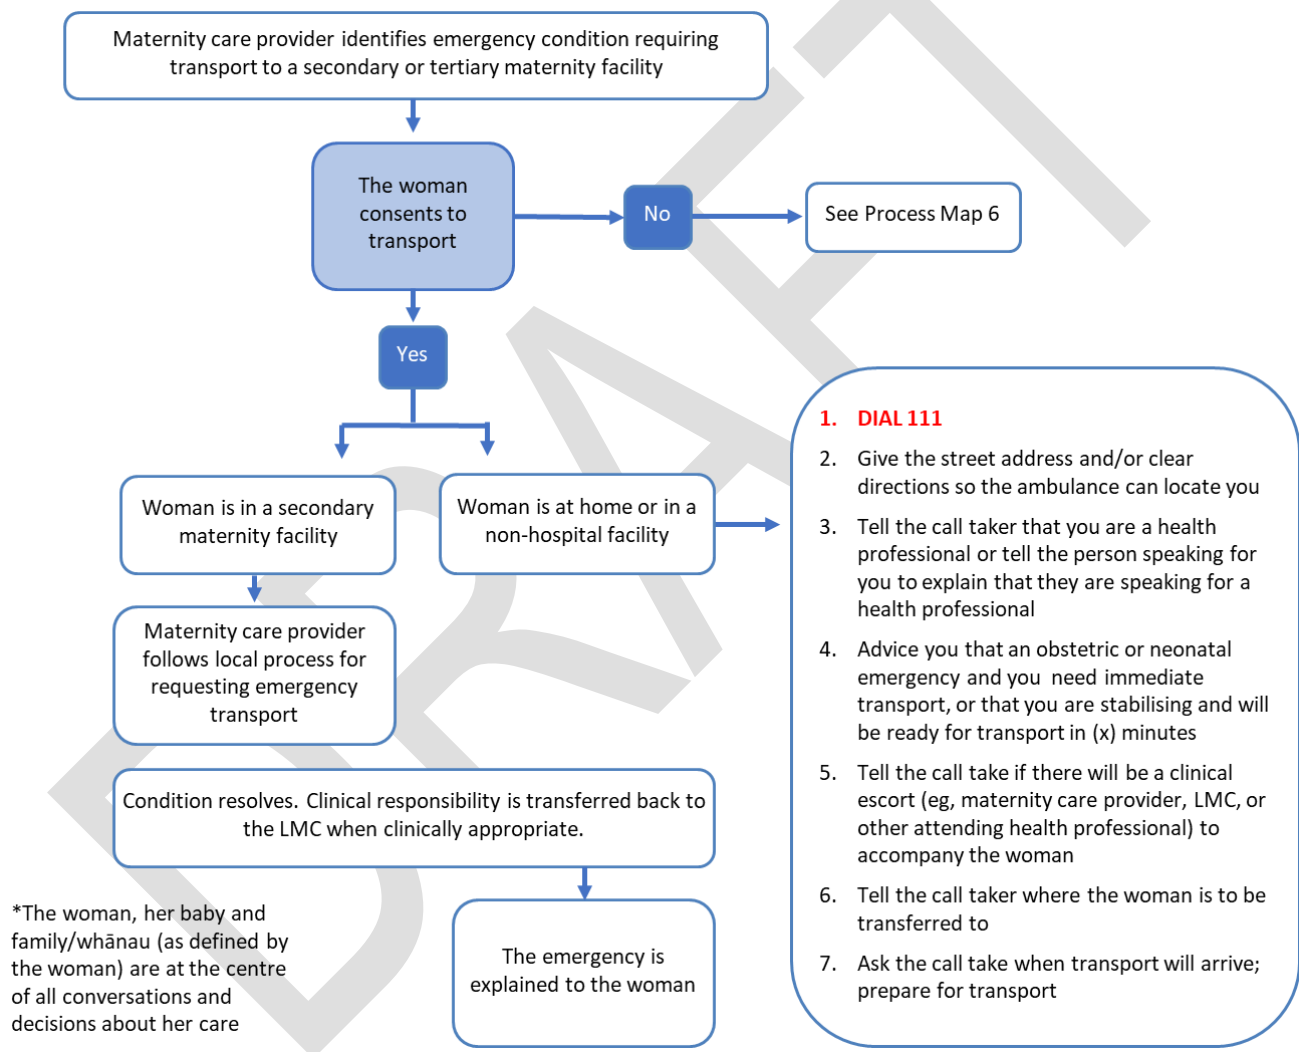 Maternity care provider identifies emergency condition requiring
transport to a secondary or tertiary maternity facility
The woman
consents to
transport
No
See Process Map 6
Yes
Woman is in a secondary
maternity facility
Woman is at home or in a
non-hospital facility
Maternity care provider
follows local process for
requesting emergency
transport
1. DIAL 111
2. Give the street address and/or clear
directions so the ambulance can locate you
3. Tell the call taker that you are a health
professional or tell the person speaking for
you to explain that they are speaking for a
health professional
4. Advice you that an obstetric or neonatal
emergency and you need immediate
transport, or that you are stabilising and will
be ready for transport in (x) minutes
5. Tell the call take if there will be a clinical
escort (eg, maternity care provider, LMC, or
other attending health professional) to
accompany the woman
6. Tell the call taker where the woman is to be
transferred to
7. Ask the call take when transport will arrive;
prepare for transport
Condition resolves. Clinical responsibility is transferred back to
the LMC when clinically appropriate.
The emergency is
explained to the woman
*The woman, her baby and
family/whānau (as defined by
the woman) are at the centre
of all conversations and
decisions about her care
DRAFT